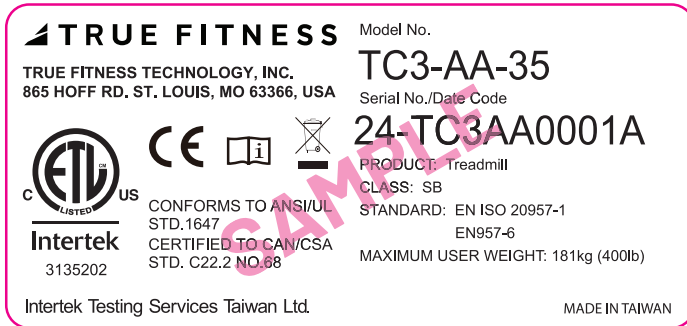 TRUE FITNESS
TRUE FITNESS TECHNOLOGY, INC.
865 HOFF RD. ST. LOUIS, MO 63366, USA
C
ETL
CM
LISTED
US
Intertek
3135202
CE
i
CONFORMS TO ANSI/UL
STD.1647
CERTIFIED TO CAN/CSA
STD. C22.2 NO.68
Intertek Testing Services Taiwan Ltd.
Model No.
TC3-AA-35
Serial No./Date Code
24-TC3AA0001A
PRODUCT: Treadmill
CLASS: SB
STANDARD: EN ISO 20957-1
EN957-6
MAXIMUM USER WEIGHT: 181kg (400lb)
MADE IN TAIWAN
SAMPLE